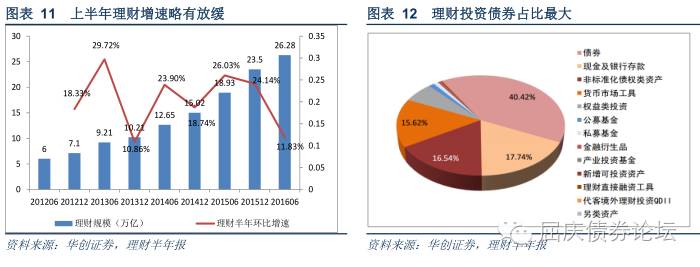 图表 11 上半年理财增速略有放缓
30
25
20
15
10
5
0
0.35
0.3
0.25
0.2
0.15
0.1
0.05
0
6
7.1
9.21
10.21
12.65
15.02
18.93
23.5
26.28
18.33%
29.72%
10.86%
23.90%
18.74%
26.03%
24.14%
11.83%
201206 201212 201306 201312 201406 201412 201506 201512 201606
理财规模（万亿） 理财半年环比增速
资料来源：华创证券，理财半年报
图表 12 理财投资债券占比最大
40.42%
17.74%
16.54%
15.62%
债券
现金及银行存款
非标准化债权类资产
货币市场工具
权益类投资
公募基金
私募基金
金融衍生品
产业投资基金
新增可投资资产
理财直接融资工具
代客境外理财投资QDII
另类资产
资料来源：华创证券，理财半年报
屈庆债券论坛